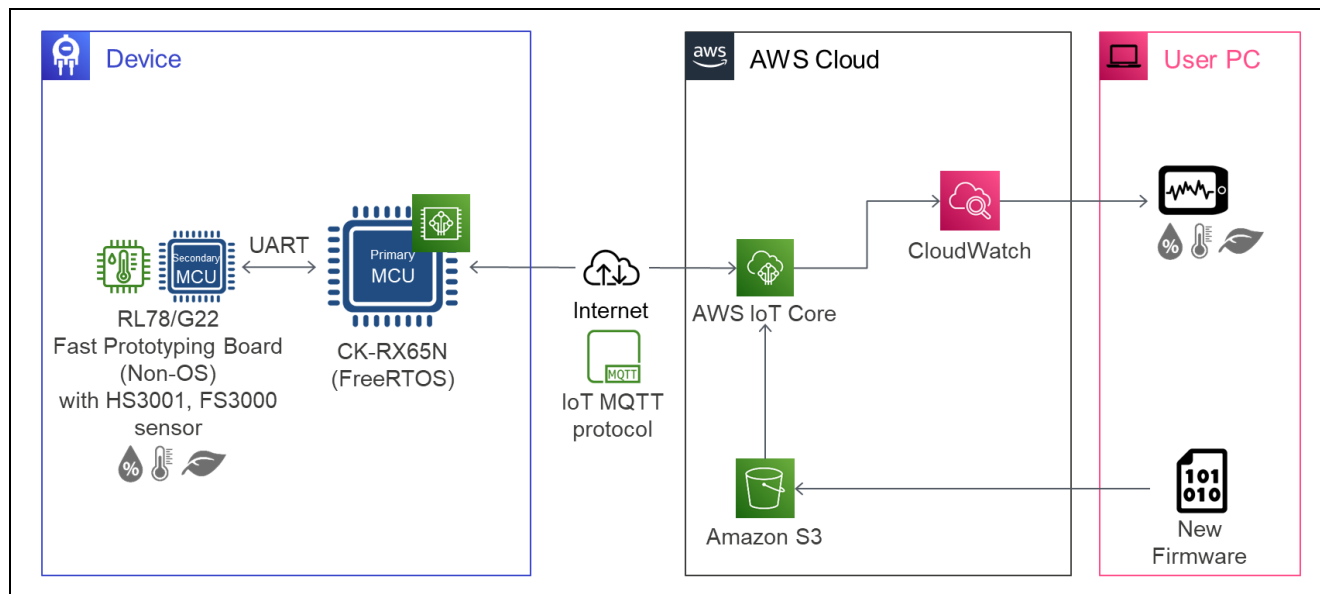 Device
aws
AWS Cloud
User PC
UART
Secondary
MCU
Primary
MCU
RL78/G22
Fast Prototyping Board
(Non-OS)
with HS3001, FS3000
sensor
%
CK-RX65N
(FreeRTOS)
Internet
MQTT
IoT MQTT
protocol
AWS IoT Core
CloudWatch
%
Amazon S3
101
010
New
Firmware